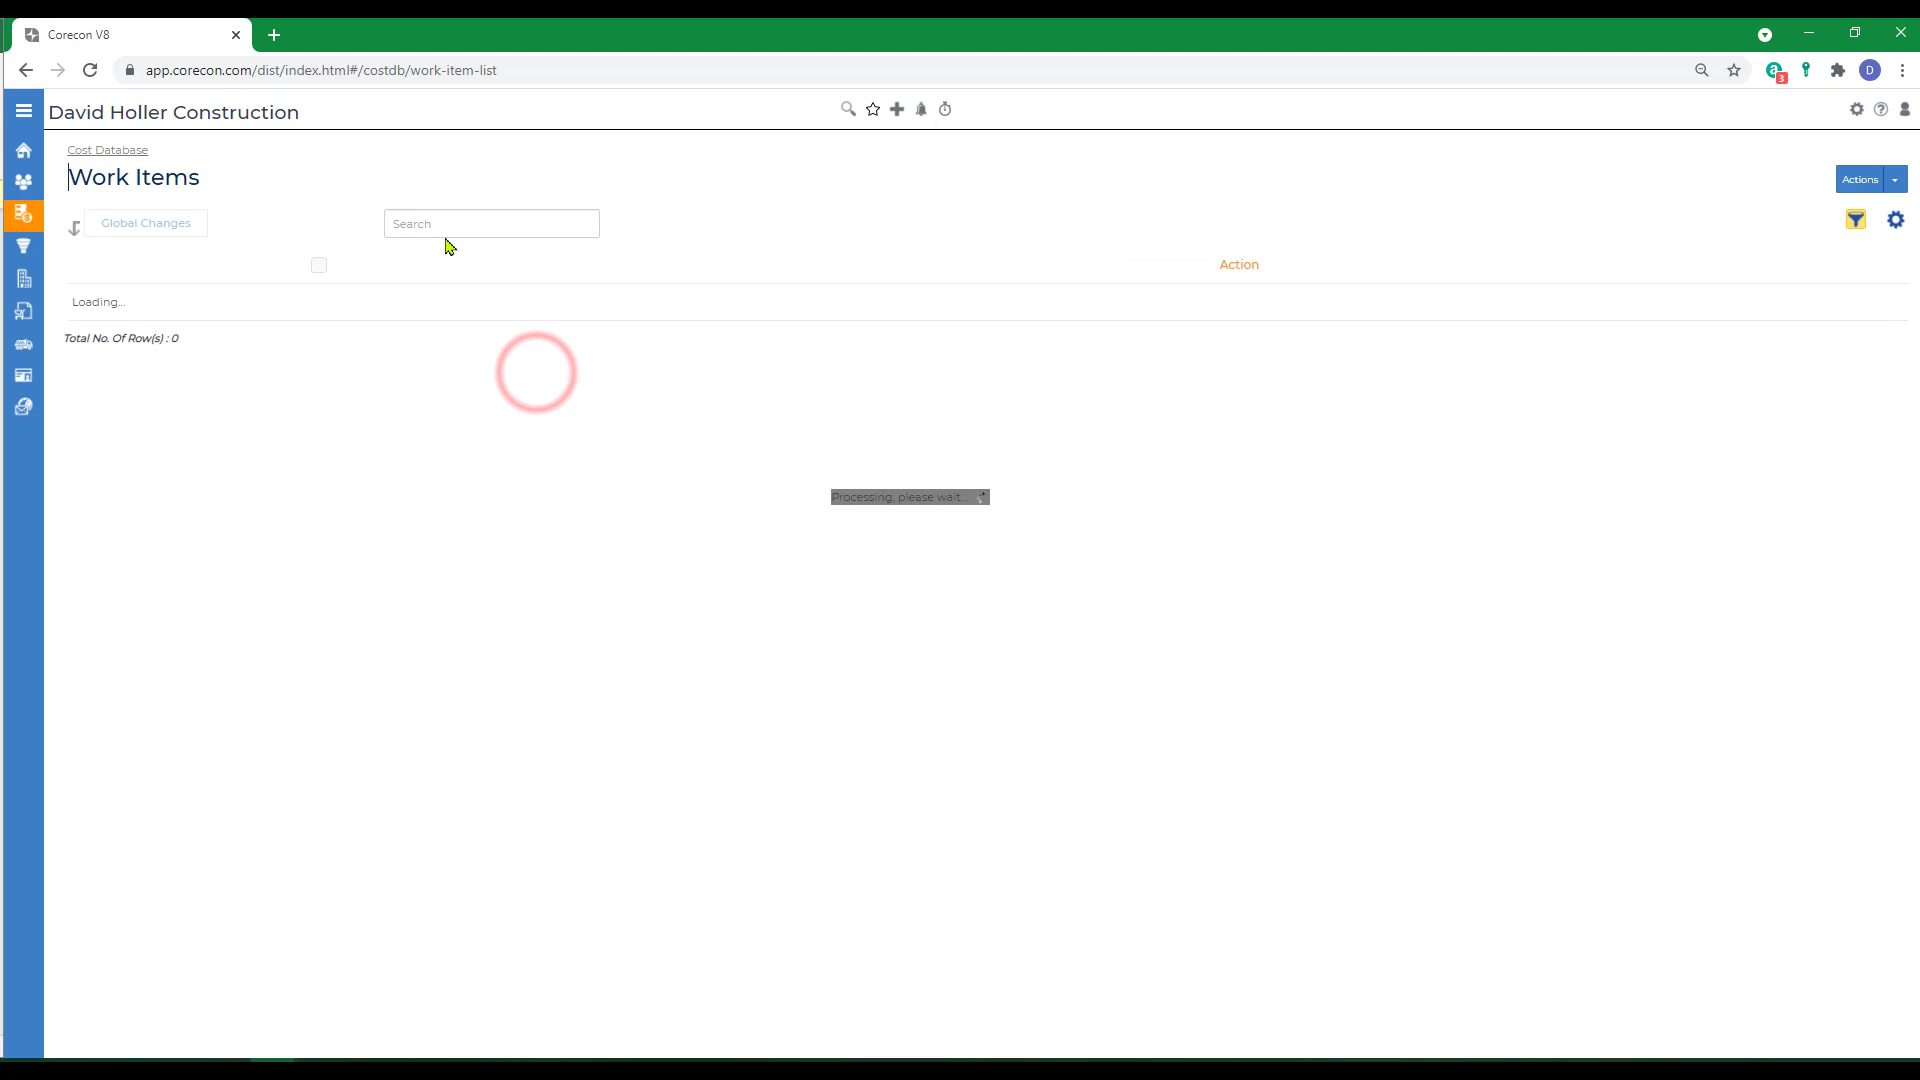 Corecon V8
app.corecon.com/dist/index.html#/costdb/work-item-list
3
D
David Holler Construction
Cost Database
Work Items
Actions
Global Changes
Search
Action
Loading...
Total No. Of Row(s) : 0
Processing, please wait...